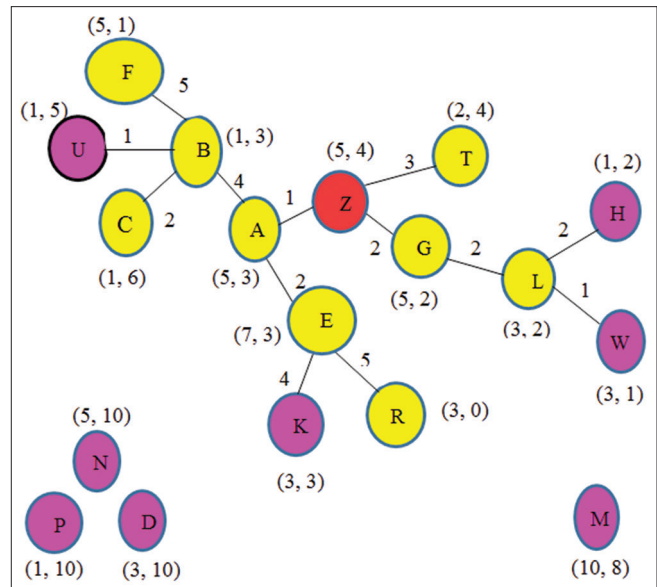 (5, 1)
F
5
(1, 5)
U
1
B
(1, 3)
(2, 4)
T
3
(5, 4)
Z
4
1
C
2
(1, 6)
A
(5, 3)
2
G
(5, 2)
2
(1, 2)
H
2
L
(3, 2)
1
W
(3, 1)
2
E
(7, 3)
4
5
K
(3, 3)
R
(3, 0)
(5, 10)
N
P
(1, 10)
D
(3, 10)
M
(10, 8)